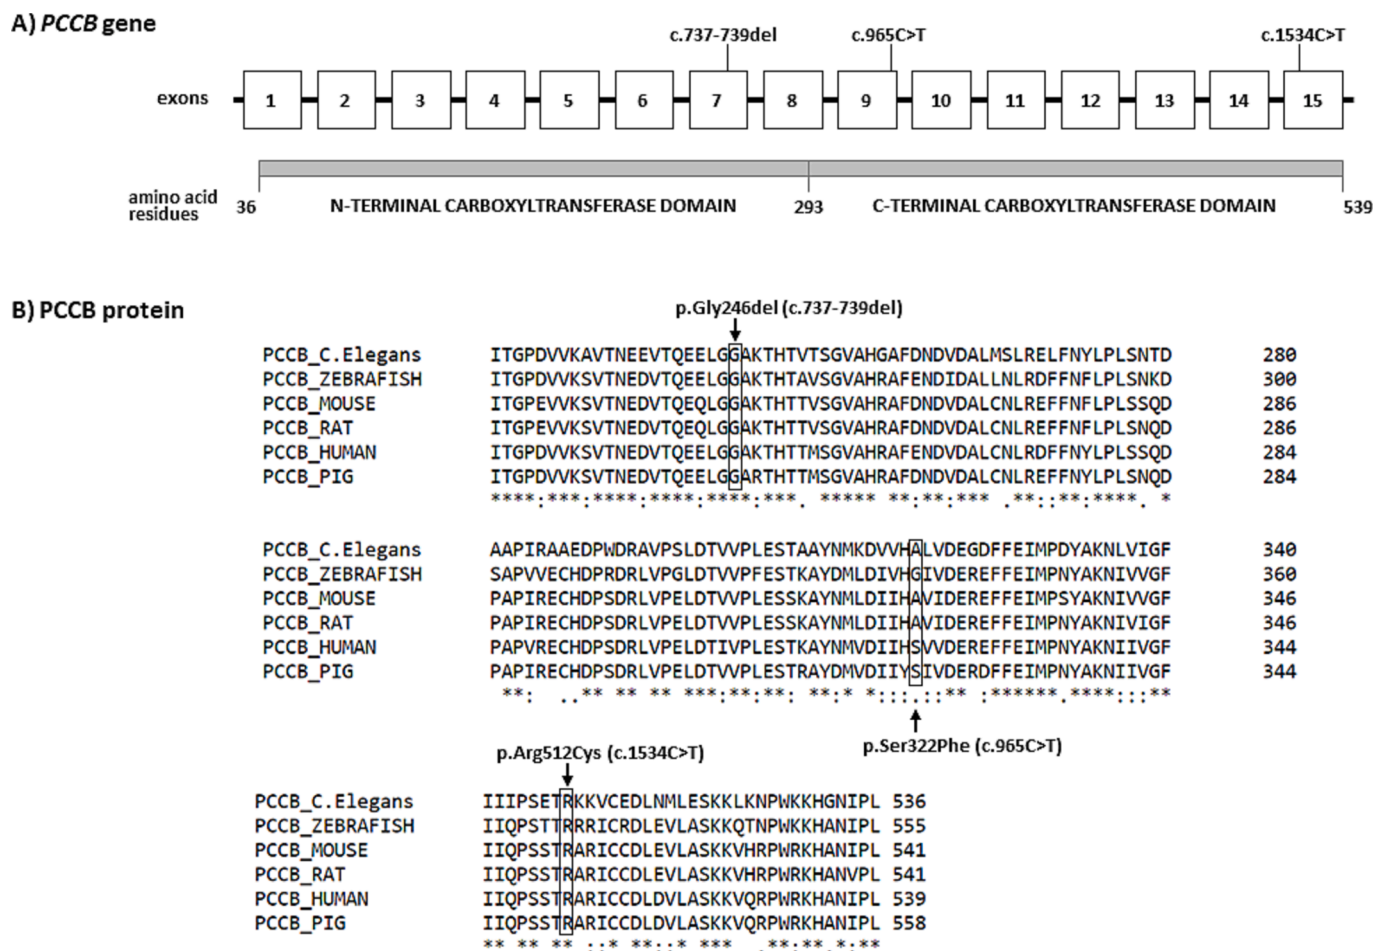 A) PCCB gene
c.737-739del c.965C>T c.1534C>T
exons 1 2 3 4 5 6 7 8 9 10 11 12 13 14 15
amino acid residues 36 N-TERMINAL CARBOXYLTRANSFERASE DOMAIN 293 C-TERMINAL CARBOXYLTRANSFERASE DOMAIN 539
B) PCCB protein
p.Gly246del (c.737-739del)
PCCB_C.Elegans ITGPDVVKAVTNEEVTQEELGGAKTHTVTSGVAHGAFDNDVDALMSLRELFNYLPLSNTD 280
PCCB_ZEBRAFISH ITGPDVVKSVTNEDVTQEELGGAKTHTAVSGVAHRAFENDIDALLNLRDFFNFLPLSNKD 300
PCCB_MOUSE ITGPEVVKSVTNEDVTQEQLGGAKTHTTVSGVAHRAFDNDVDALCNLREFFNFLPLSSQD 286
PCCB_RAT ITGPEVVKSVTNEDVTQEQLGGAKTHTTVSGVAHRAFDNDVDALCNLREFFNFLPLSSQD 286
PCCB_HUMAN ITGPDVVKSVTNEDVTQEELGGAKTHTTMSGVAHRAFENDVDALCNLRDFFNYLPLSSQD 284
PCCB_PIG ITGPDVVKSVTNEDVTQEELGGARTHTTMSGVAHRAFDNDVDALCNLREFFNYLPLSNQD 284
****:****:****:****:****:***. ***** **:**:*** .**::**:****. *
PCCB_C.Elegans AAPIRAAEDPWDRAVPSLDTVVPLESTAAYNMKDVVHALVDEGDFFEIMPDYAKNLVIGF 340
PCCB_ZEBRAFISH SAPVVECHDPRDRLVPGLDTVVPFESTKAYDMLDIVHGIVDEREFFEIMPNYAKNIVVGF 360
PCCB_MOUSE PAPIRECHDPSDRLVPELDTVVPLESSKAYNMLDIIHAVIDEREFFEIMPSYAKNIVVGF 346
PCCB_RAT PAPIRECHDPSDRLVPELDTVVPLESSKAYNMLDIIHAVIDEREFFEIMPSYAKNIVVGF 346
PCCB_HUMAN PAPVRECHDPSDRLVPELDTIVPLESTKAYNMVDIIHSVVDEREFFEIMPNYAKNIIVGF 344
PCCB_PIG PAPIRECHDPSDRLVPELDTVVPLESTRAYDMVDIIYSIVDERDFFEIMPNYAKNIIVGF 344
**: ..** ** ** ***:**:**: **:* *:::.::** :******.****:::**
p.Arg512Cys (c.1534C>T) p.Ser322Phe (c.965C>T)
PCCB_C.Elegans IIIPSETRKKVCEDLNMLESKKLKNPWKKHGNIPL 536
PCCB_ZEBRAFISH IIQPSTTRRRICRDLEVLASKKQTNPWKKHANIPL 555
PCCB_MOUSE IIQPSSTRARICCDLEVLASKKVHRPWRKHANIPL 541
PCCB_RAT IIQPSSTRARICCDLEVLASKKVHRPWRKHANVPL 541
PCCB_HUMAN IIQPSSTRARICCDLDVLASKKVQRPWRKHANIPL 539
PCCB_PIG IIQPSSTRARICCDLDVLASKKVQRPWRKHANIPL 558
** ** ** ::* **::* *** .**:**.*:**